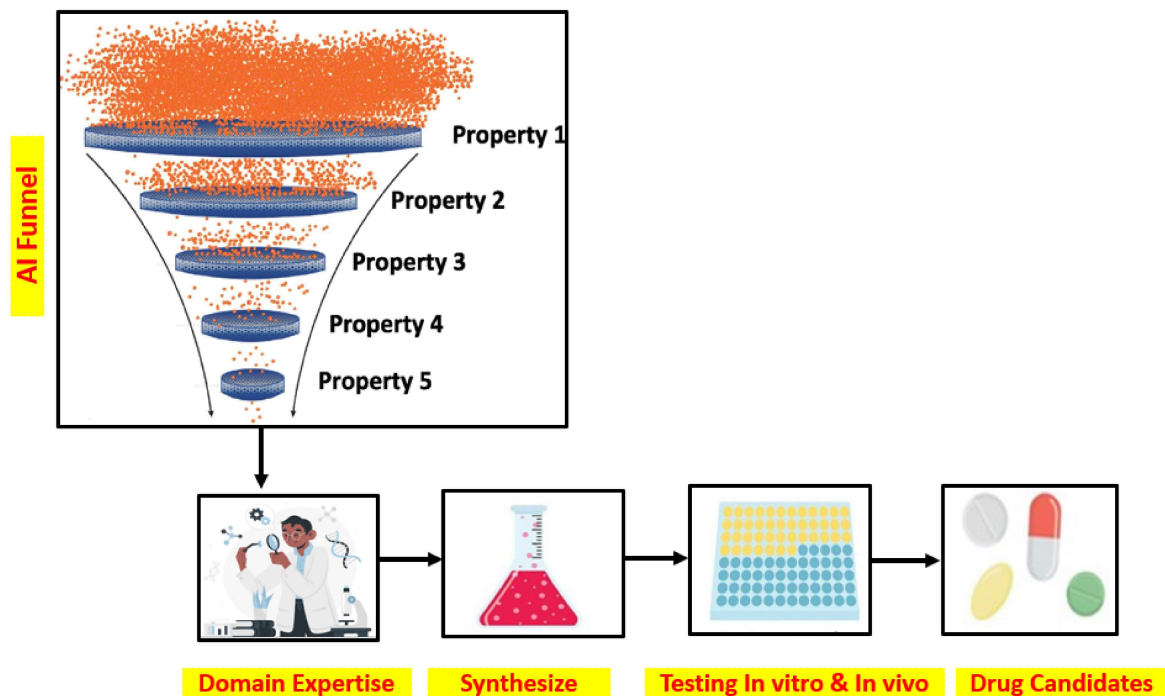 AI Funnel
Property 1
Property 2
Property 3
Property 4
Property 5
Domain Expertise
Synthesize
Testing In vitro & In vivo
Drug Candidates